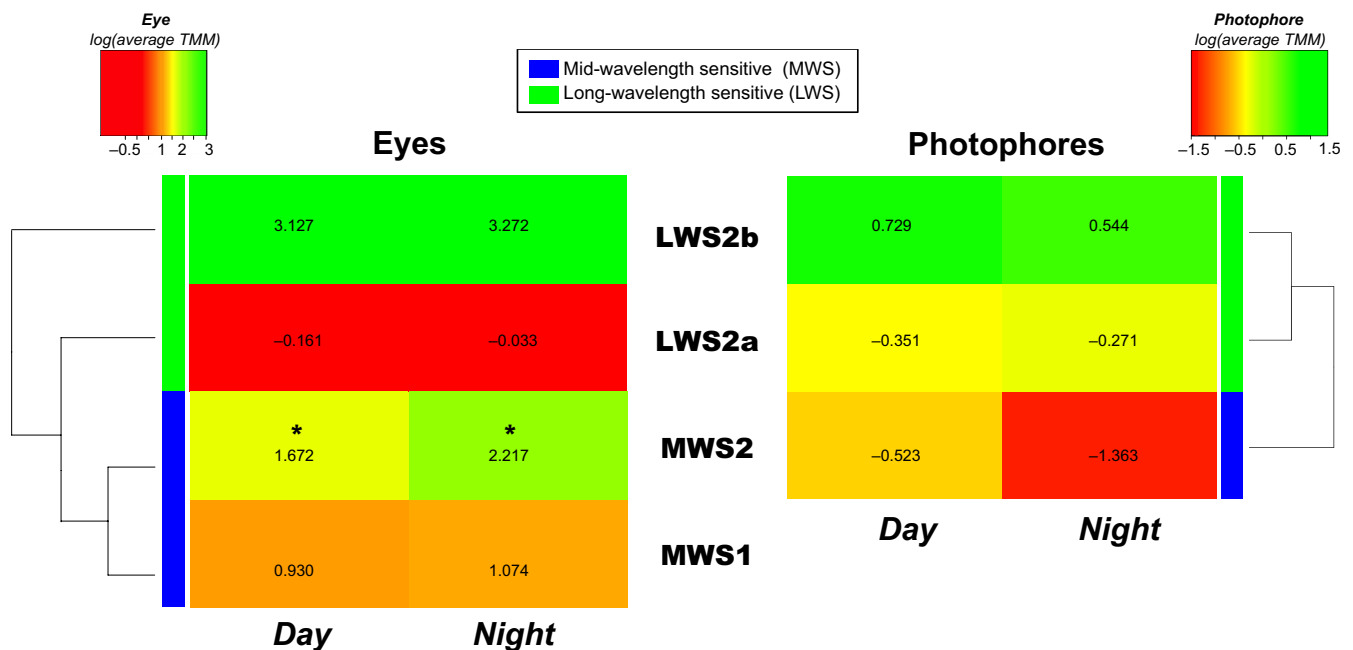 Eye
log(average TMM)
–0.5 1 2 3
Mid-wavelength sensitive (MWS)
Long-wavelength sensitive (LWS)
Photophore
log(average TMM)
–1.5 –0.5 0.5 1.5
Eyes
Photophores
3.127 3.272 LWS2b 0.729 0.544
–0.161 –0.033 LWS2a –0.351 –0.271
* *
1.672 2.217 MWS2 –0.523 –1.363
0.930 1.074 MWS1
Day Night
Day Night